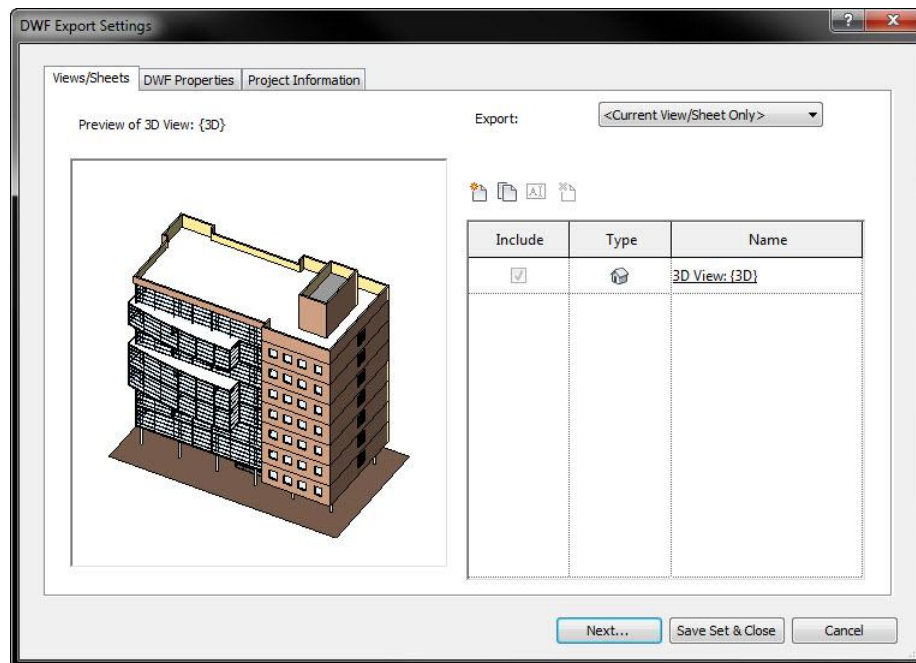 DWF Export Settings
Views/Sheets DWF Properties Project Information
Preview of 3D View: {3D}
Export: <Current View/Sheet Only>
Include Type Name
3D View: {3D}
Next... Save Set & Close Cancel